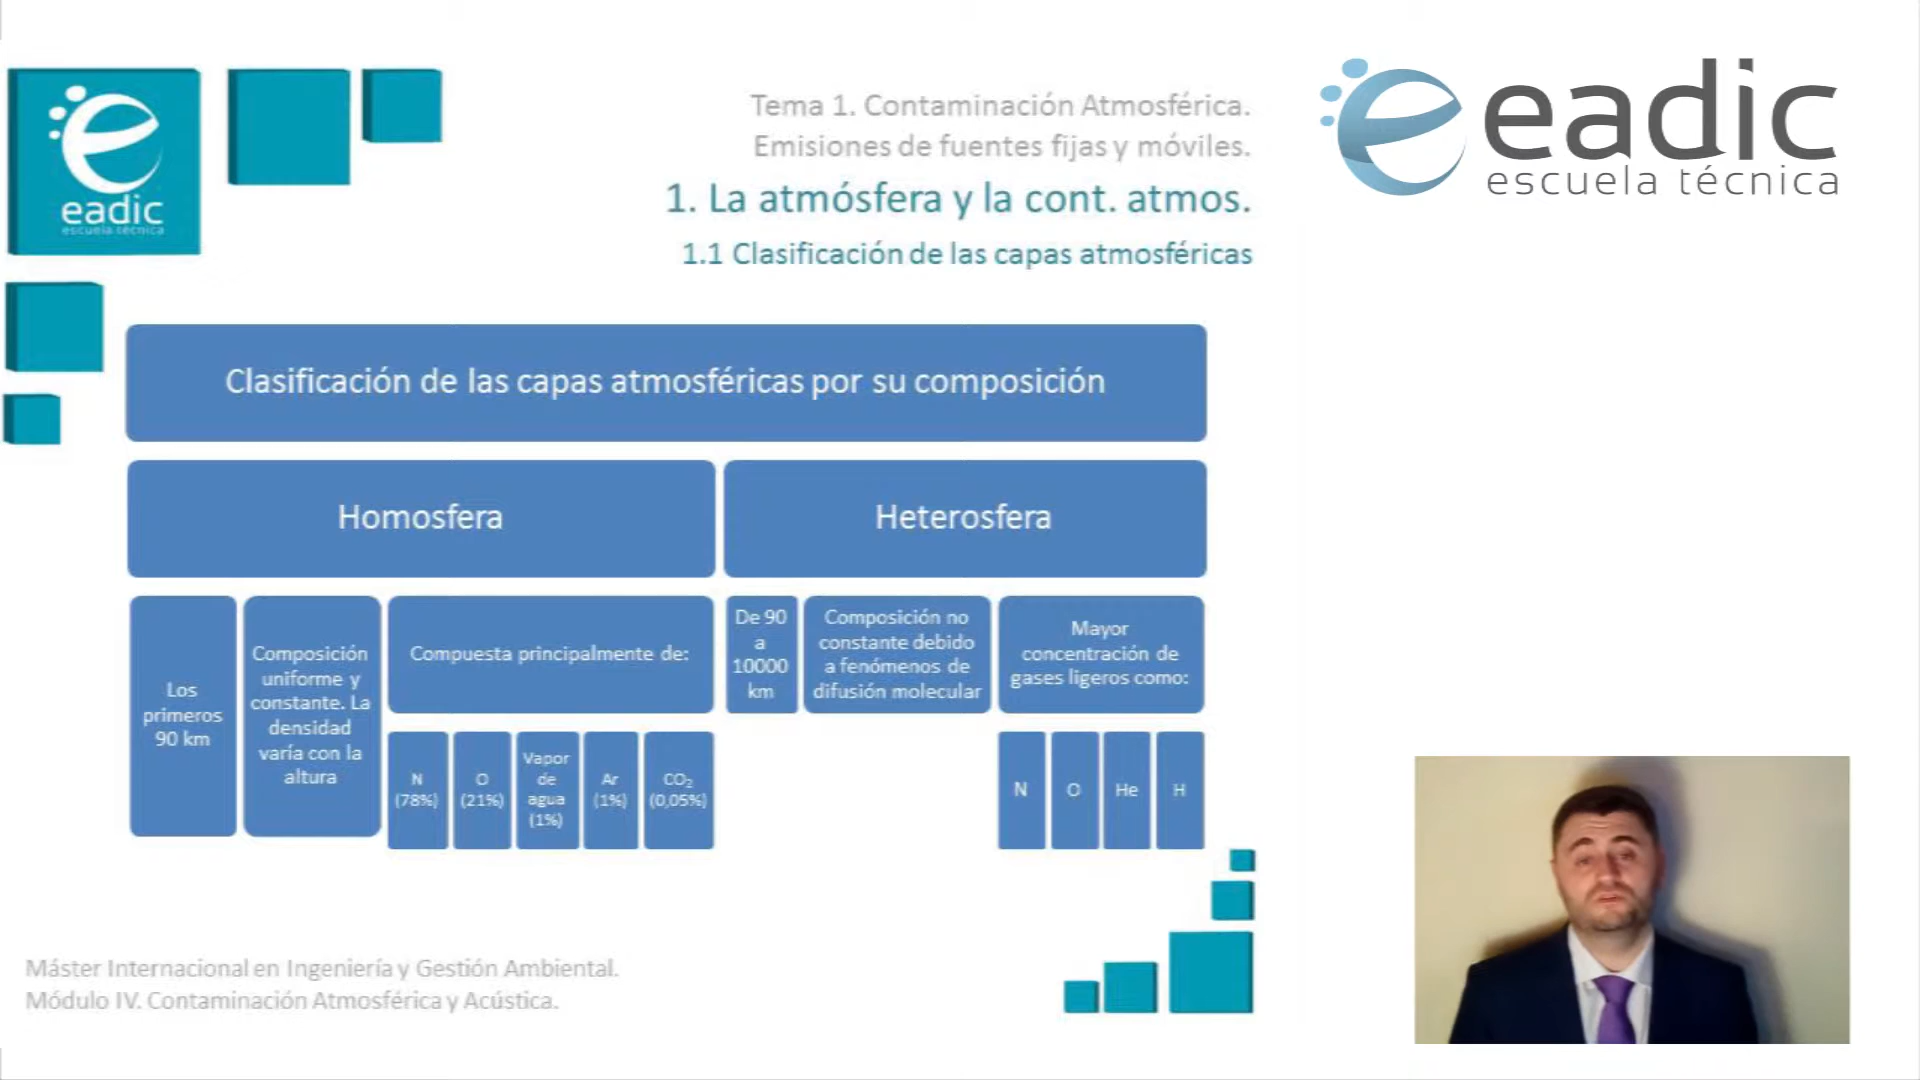 eadic
escuela técnica
Tema 1. Contaminación Atmosférica.
Emisiones de fuentes fijas y móviles.
1. La atmósfera y la cont. atmos.
1.1 Clasificación de las capas atmosféricas
eadic
escuela técnica
Clasificación de las capas atmosféricas por su composición
Homosfera
Heterosfera
Los
primeros
90 km
Composición
uniforme y
constante. La
densidad
varía con la
altura
Compuesta principalmente de:
N
(78%)
O
(21%)
Vapor
de
agua
(1%)
Ar
(1%)
CO₂
(0,05%)
De 90
a
10000
km
Composición no
constante debido
a fenómenos de
difusión molecular
Mayor
concentración de
gases ligeros como:
N
O
He
H
Máster Internacional en Ingeniería y Gestión Ambiental.
Módulo IV. Contaminación Atmosférica y Acústica.